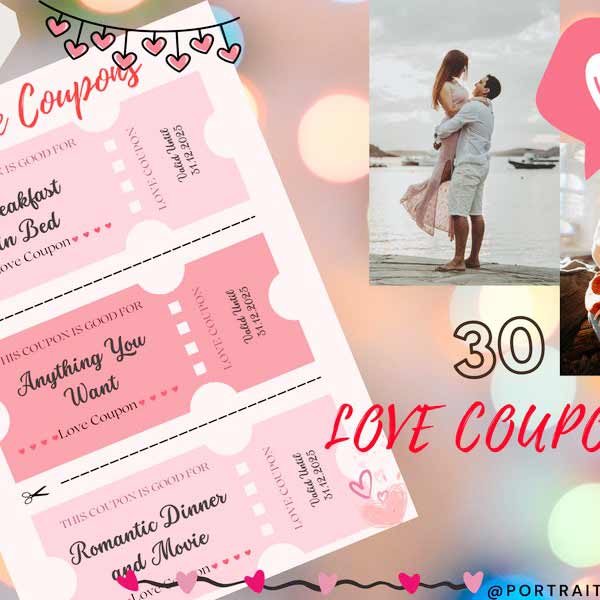 Coupons
IS GOOD FOR
Breakfast
in Bed
Love Coupon
LOVE COUPON
Valid Until
31.12.2025
THIS COUPON IS GOOD FOR
Anything You
Want
Love Coupon
LOVE COUPON
Valid Until
31.12.2025
THIS COUPON IS GOOD FOR
Romantic Dinner
and Movie
Love Coupon
LOVE COUPON
Valid Until
31.12.2025
30
LOVE COUPO
@PORTRAIT